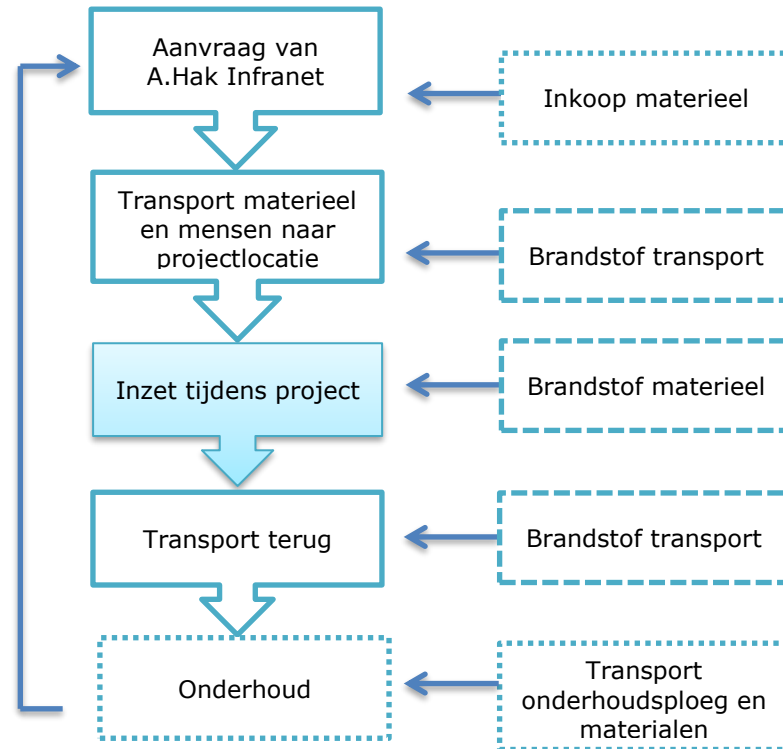 Aanvraag van
A.Hak Infranet
Inkoop materieel
Transport materieel
en mensen naar
projectlocatie
Brandstof transport
Inzet tijdens project
Brandstof materieel
Transport terug
Brandstof transport
Onderhoud
Transport
onderhoudsploeg en
materialen